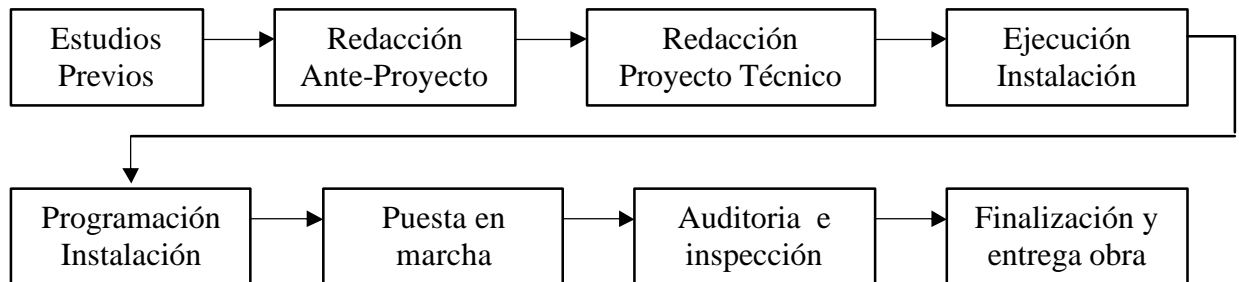 Estudios
Previos
Redacción
Ante-Proyecto
Redacción
Proyecto Técnico
Ejecución
Instalación
Programación
Instalación
Puesta en
marcha
Auditoria e
inspección
Finalización y
entrega obra